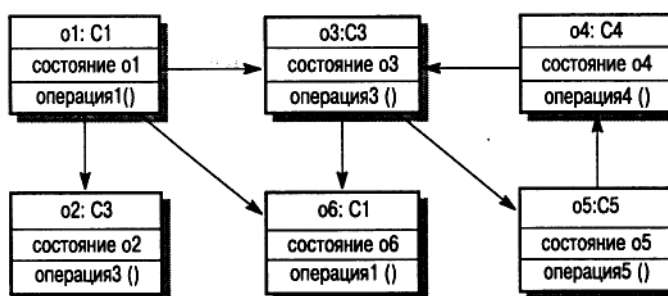 o1: C1
состояние o1
операция1()
o3:C3
состояние o3
операция3 ()
o4: C4
состояние o4
операция4 ()
o2: C3
состояние o2
операция3 ()
o6: C1
состояние o6
операция1 ()
o5:C5
состояние o5
операция5 ()